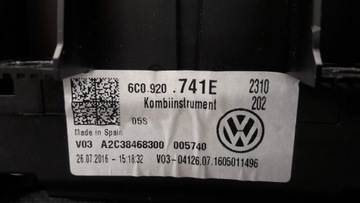 6C0.920.741E 2310
Kombiinstrument 202
05S
Made in Spain
V03 A2C38468300 005740
26.07.2016 - 15:18:32 V03-04126.07.1605011496